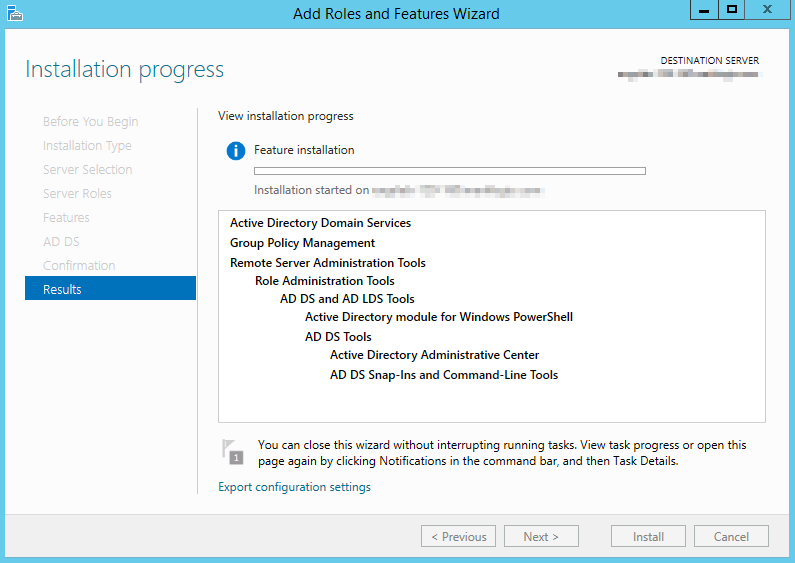 Add Roles and Features Wizard
Installation progress
DESTINATION SERVER
Before You Begin
Installation Type
Server Selection
Server Roles
Features
AD DS
Confirmation
Results
View installation progress
Feature installation
Installation started on
Active Directory Domain Services
Group Policy Management
Remote Server Administration Tools
Role Administration Tools
AD DS and AD LDS Tools
Active Directory module for Windows PowerShell
AD DS Tools
Active Directory Administrative Center
AD DS Snap-Ins and Command-Line Tools
1
You can close this wizard without interrupting running tasks. View task progress or open this
page again by clicking Notifications in the command bar, and then Task Details.
Export configuration settings
< Previous
Next >
Install
Cancel